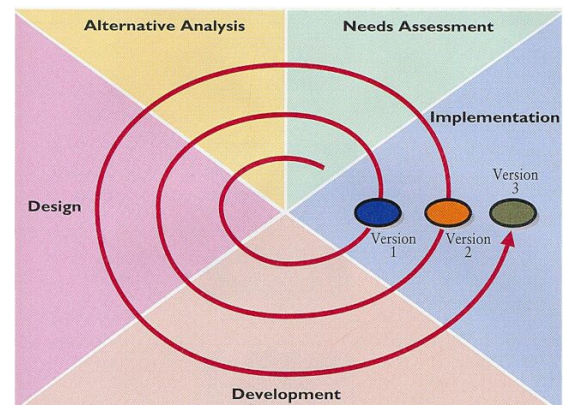 Alternative Analysis
Needs Assessment
Implementation
Version
3
Design
Version
1
Version
2
Development